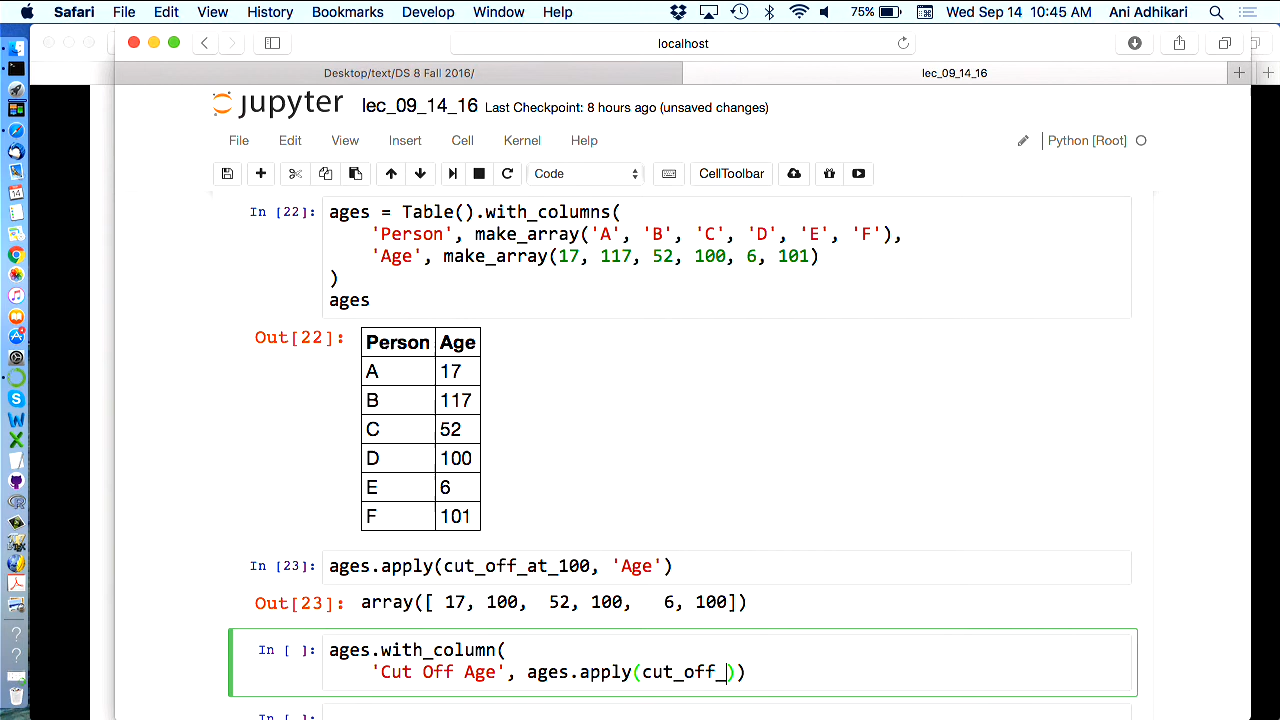 Safari File Edit View History Bookmarks Develop Window Help 75% Wed Sep 14 10:45 AM Ani Adhikari
localhost
Desktop/text/DS 8 Fall 2016/ lec_09_14_16
jupyter lec_09_14_16 Last Checkpoint: 8 hours ago (unsaved changes)
File Edit View Insert Cell Kernel Help Python [Root]
Code CellToolbar
In [22]: ages = Table().with_columns(
'Person', make_array('A', 'B', 'C', 'D', 'E', 'F'),
'Age', make_array(17, 117, 52, 100, 6, 101)
)
ages
Out[22]:
Person Age
A 17
B 117
C 52
D 100
E 6
F 101
In [23]: ages.apply(cut_off_at_100, 'Age')
Out[23]: array([ 17, 100, 52, 100, 6, 100])
In [ ]: ages.with_column(
'Cut Off Age', ages.apply(cut_off_))
In [ ]: